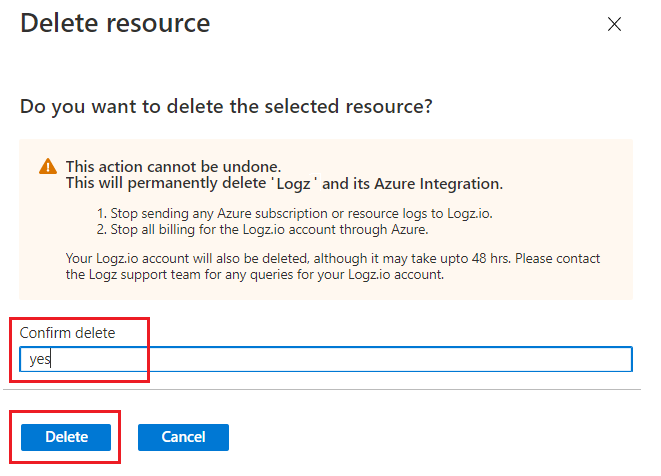 Delete resource
Do you want to delete the selected resource?
This action cannot be undone.
This will permanently delete 'Logz ' and its Azure Integration.
1. Stop sending any Azure subscription or resource logs to Logz.io.
2. Stop all billing for the Logz.io account through Azure.
Your Logz.io account will also be deleted, although it may take upto 48 hrs. Please contact
the Logz support team for any queries for your Logz.io account.
Confirm delete
yes
Delete
Cancel